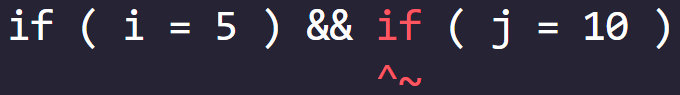 if ( i = 5 ) && if ( j = 10 )
^~